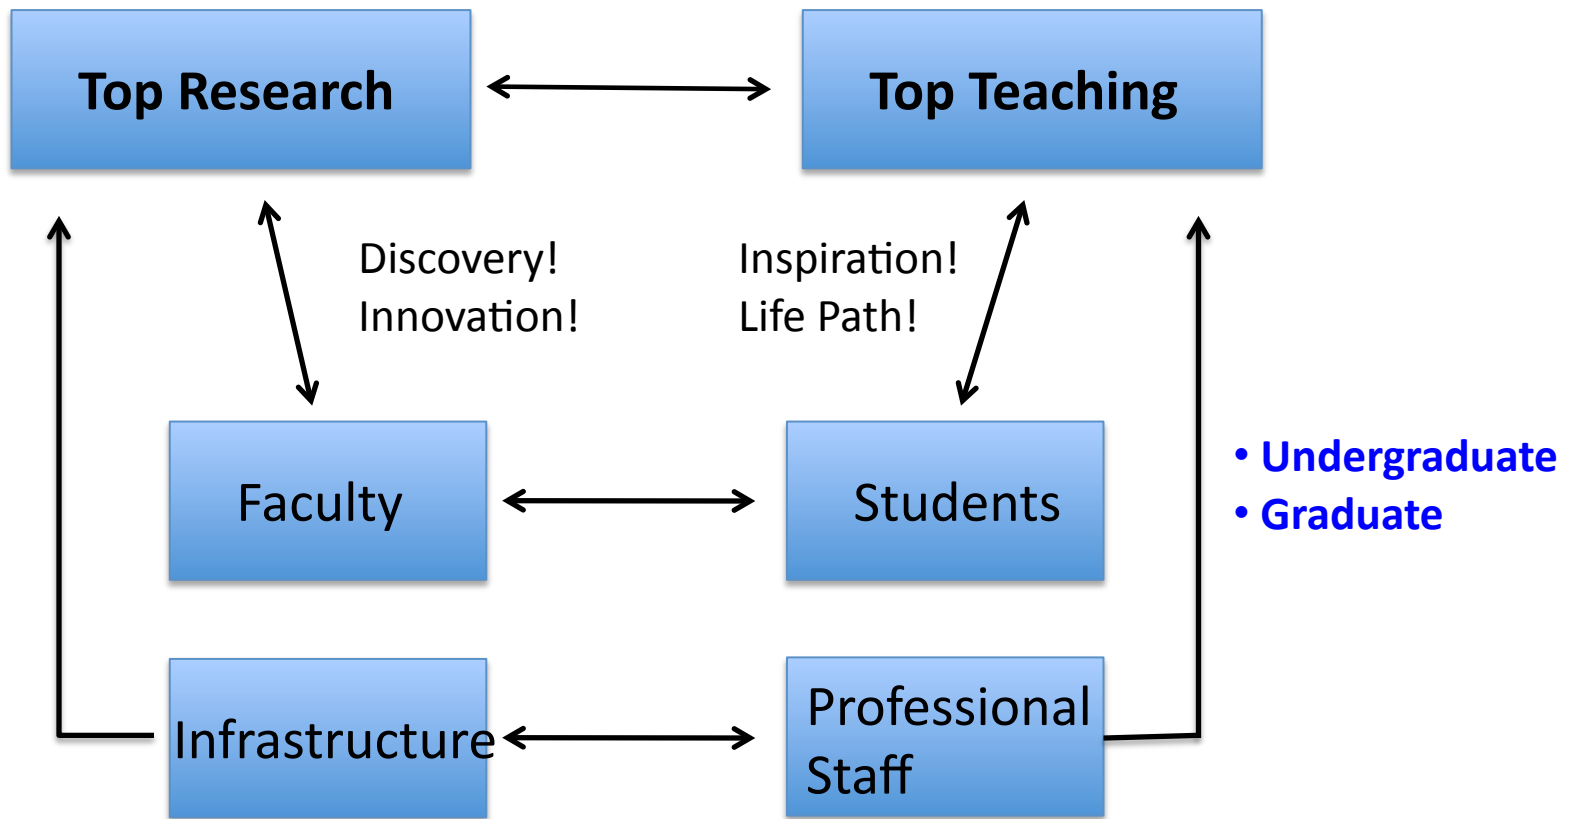 Top Research
Top Teaching
Discovery!
Innovation!
Inspiration!
Life Path!
Faculty
Students
• Undergraduate
• Graduate
Infrastructure
Professional
Staff